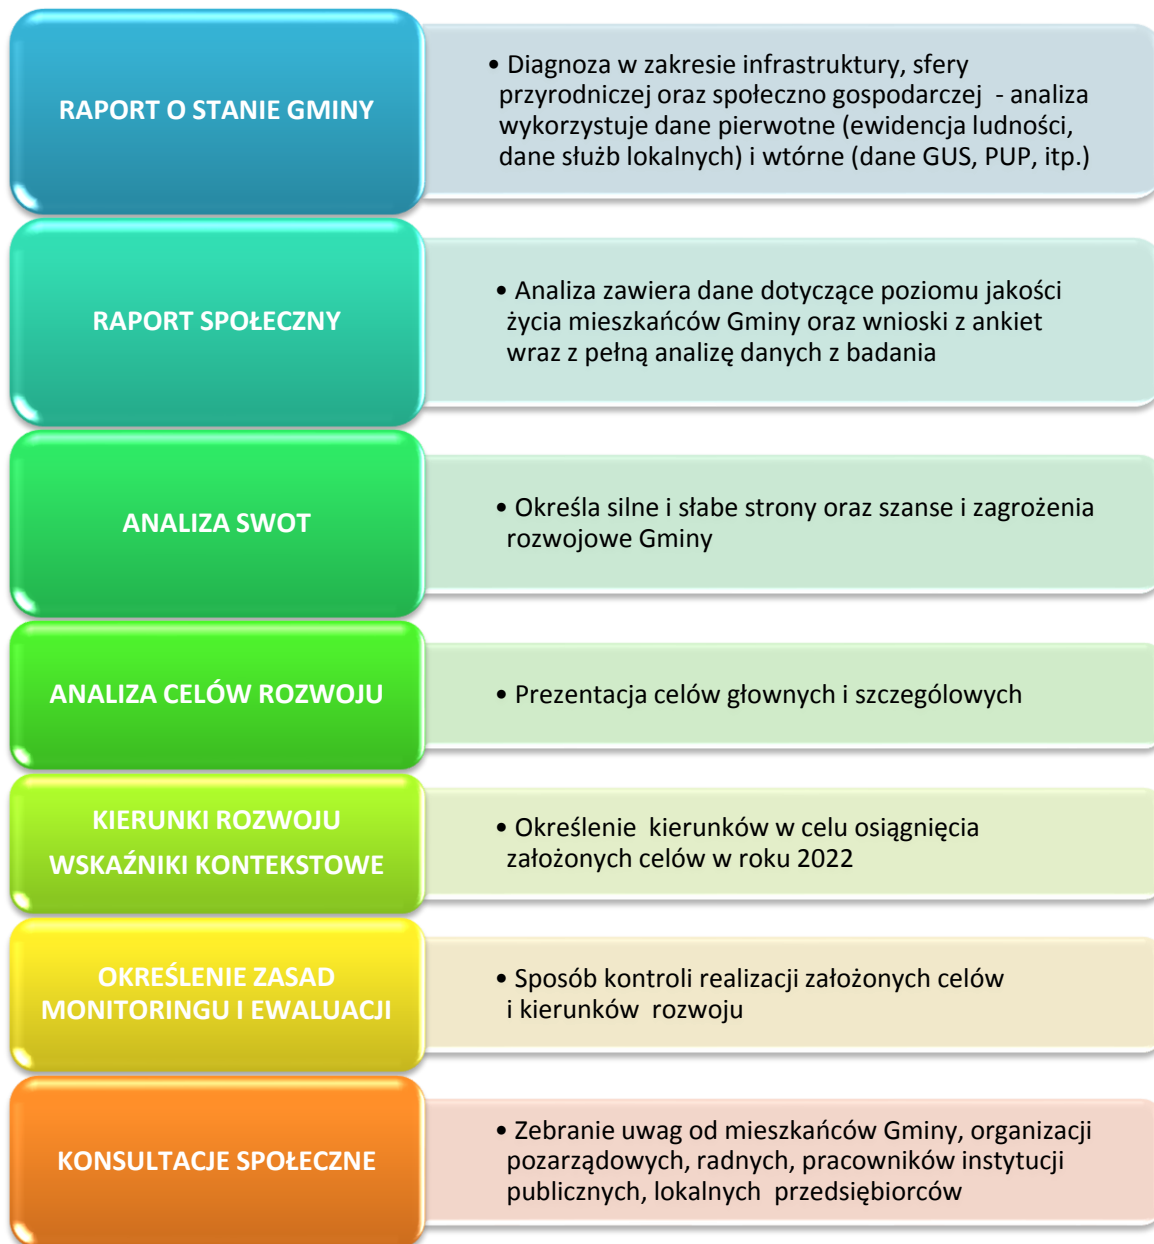 RAPORT O STANIE GMINY
• Diagnoza w zakresie infrastruktury, sfery
przyrodniczej oraz społeczno gospodarczej - analiza
wykorzystuje dane pierwotne (ewidencja ludności,
dane służb lokalnych) i wtórne (dane GUS, PUP, itp.)
RAPORT SPOŁECZNY
• Analiza zawiera dane dotyczące poziomu jakości
życia mieszkańców Gminy oraz wnioski z ankiet
wraz z pełną analizę danych z badania
ANALIZA SWOT
• Określa silne i słabe strony oraz szanse i zagrożenia
rozwojowe Gminy
ANALIZA CELÓW ROZWOJU
• Prezentacja celów głownych i szczególowych
KIERUNKI ROZWOJU
WSKAŹNIKI KONTEKSTOWE
• Określenie kierunków w celu osiągnięcia
założonych celów w roku 2022
OKREŚLENIE ZASAD
MONITORINGU I EWALUACJI
• Sposób kontroli realizacji założonych celów
i kierunków rozwoju
KONSULTACJE SPOŁECZNE
• Zebranie uwag od mieszkańców Gminy, organizacji
pozarządowych, radnych, pracowników instytucji
publicznych, lokalnych przedsiębiorców